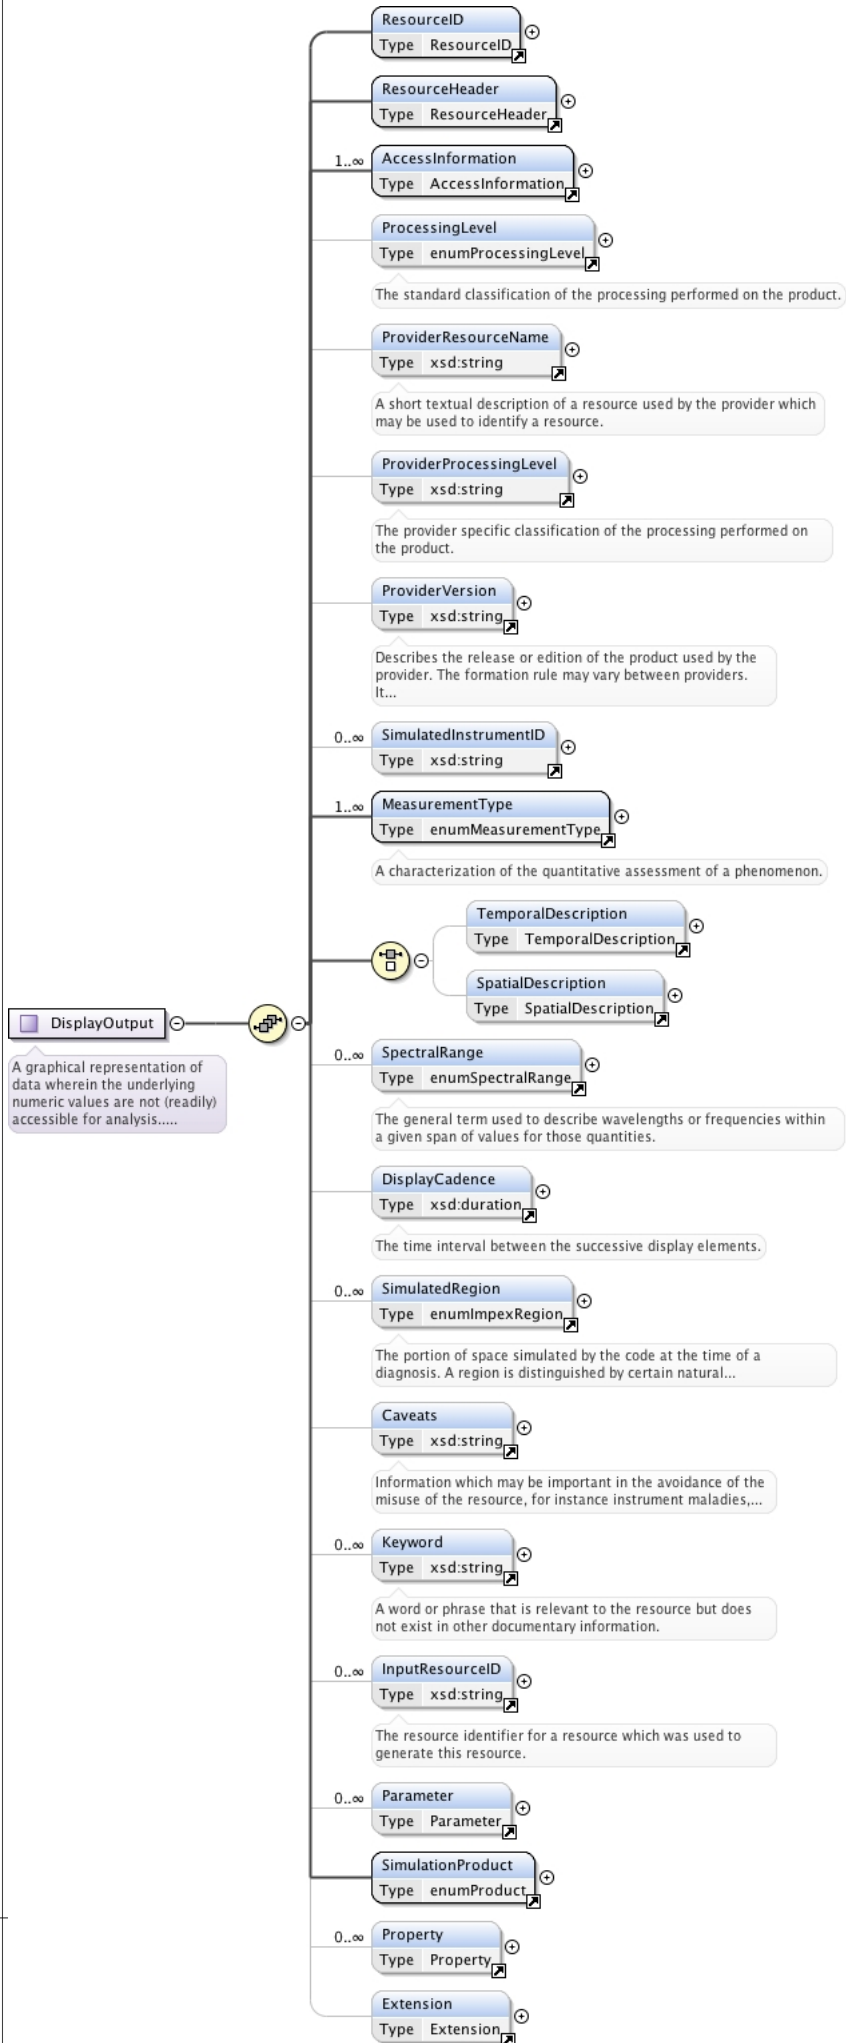 ResourceID
Type ResourceID
ResourceHeader
Type ResourceHeader
1..∞
AccessInformation
Type AccessInformation
ProcessingLevel
Type enumProcessingLevel
The standard classification of the processing performed on the product.
ProviderResourceName
Type xsd:string
A short textual description of a resource used by the provider which
may be used to identify a resource.
ProviderProcessingLevel
Type xsd:string
The provider specific classification of the processing performed on
the product.
ProviderVersion
Type xsd:string
Describes the release or edition of the product used by the
provider. The formation rule may vary between providers.
It...
0..∞
SimulatedInstrumentID
Type xsd:string
1..∞
MeasurementType
Type enumMeasurementType
A characterization of the quantitative assessment of a phenomenon.
TemporalDescription
Type TemporalDescription
SpatialDescription
Type SpatialDescription
DisplayOutput
A graphical representation of
data wherein the underlying
numeric values are not (readily)
accessible for analysis.....
0..∞
SpectralRange
Type enumSpectralRange
The general term used to describe wavelengths or frequencies within
a given span of values for those quantities.
DisplayCadence
Type xsd:duration
The time interval between the successive display elements.
0..∞
SimulatedRegion
Type enumImpexRegion
The portion of space simulated by the code at the time of a
diagnosis. A region is distinguished by certain natural...
Caveats
Type xsd:string
Information which may be important in the avoidance of the
misuse of the resource, for instance instrument maladies,...
0..∞
Keyword
Type xsd:string
A word or phrase that is relevant to the resource but does
not exist in other documentary information.
0..∞
InputResourceID
Type xsd:string
The resource identifier for a resource which was used to
generate this resource.
0..∞
Parameter
Type Parameter
SimulationProduct
Type enumProduct
0..∞
Property
Type Property
Extension
Type Extension